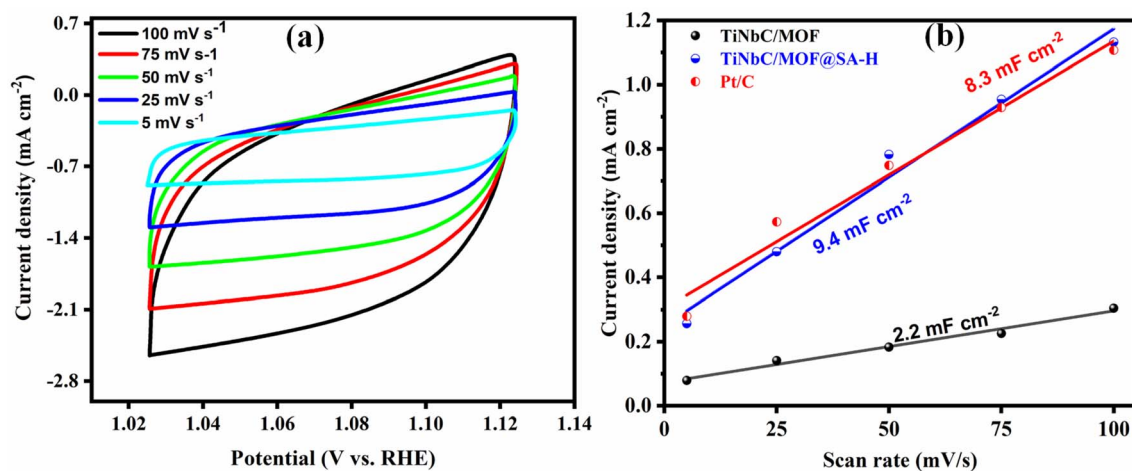 (a)
100 mV s-1
75 mV s-1
50 mV s-1
25 mV s-1
5 mV s-1
0.7
0.0
-0.7
-1.4
-2.1
-2.8
Current density (mA cm-2)
1.02 1.04 1.06 1.08 1.10 1.12 1.14
Potential (V vs. RHE)
(b)
TiNbC/MOF
TiNbC/MOF@SA-H
Pt/C
8.3 mF cm-2
9.4 mF cm-2
2.2 mF cm-2
1.2
1.0
0.8
0.6
0.4
0.2
0.0
Current density (mA cm-2)
25 50 75 100
Scan rate (mV/s)